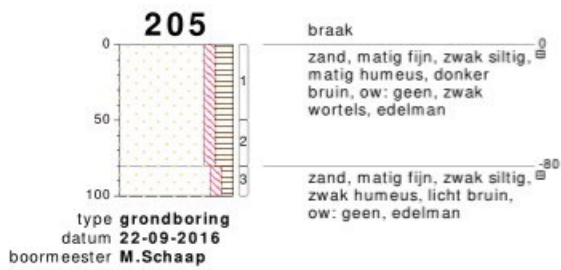 205
braak
0
0
zand, matig fijn, zwak siltig,
matig humeus, donker
bruin, ow: geen, zwak
wortels, edelman
1
50
2
-80
zand, matig fijn, zwak siltig,
zwak humeus, licht bruin,
ow: geen, edelman
3
100
type grondboring
datum 22-09-2016
boormeester M.Schaap